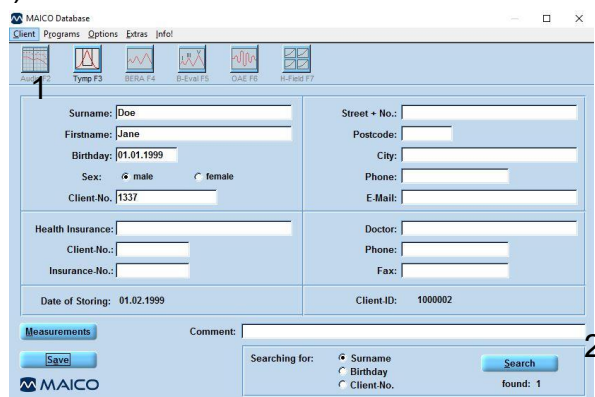 MAICO Database
Client Programs Options Extras Info!
Audio F2 Tymp F3 BERA F4 B-Eval F5 OAE F6 H-Field F7
1
Surname: Doe
Firstname: Jane
Birthday: 01.01.1999
Sex: male female
Client-No. 1337
Street + No.:
Postcode:
City:
Phone:
E-Mail:
Health Insurance:
Client-No.:
Insurance-No.:
Doctor:
Phone:
Fax:
Date of Storing: 01.02.1999
Client-ID: 1000002
Measurements
Comment:
2
Save
Searching for: Surname
Birthday
Client-No.
Search
found: 1
MAICO